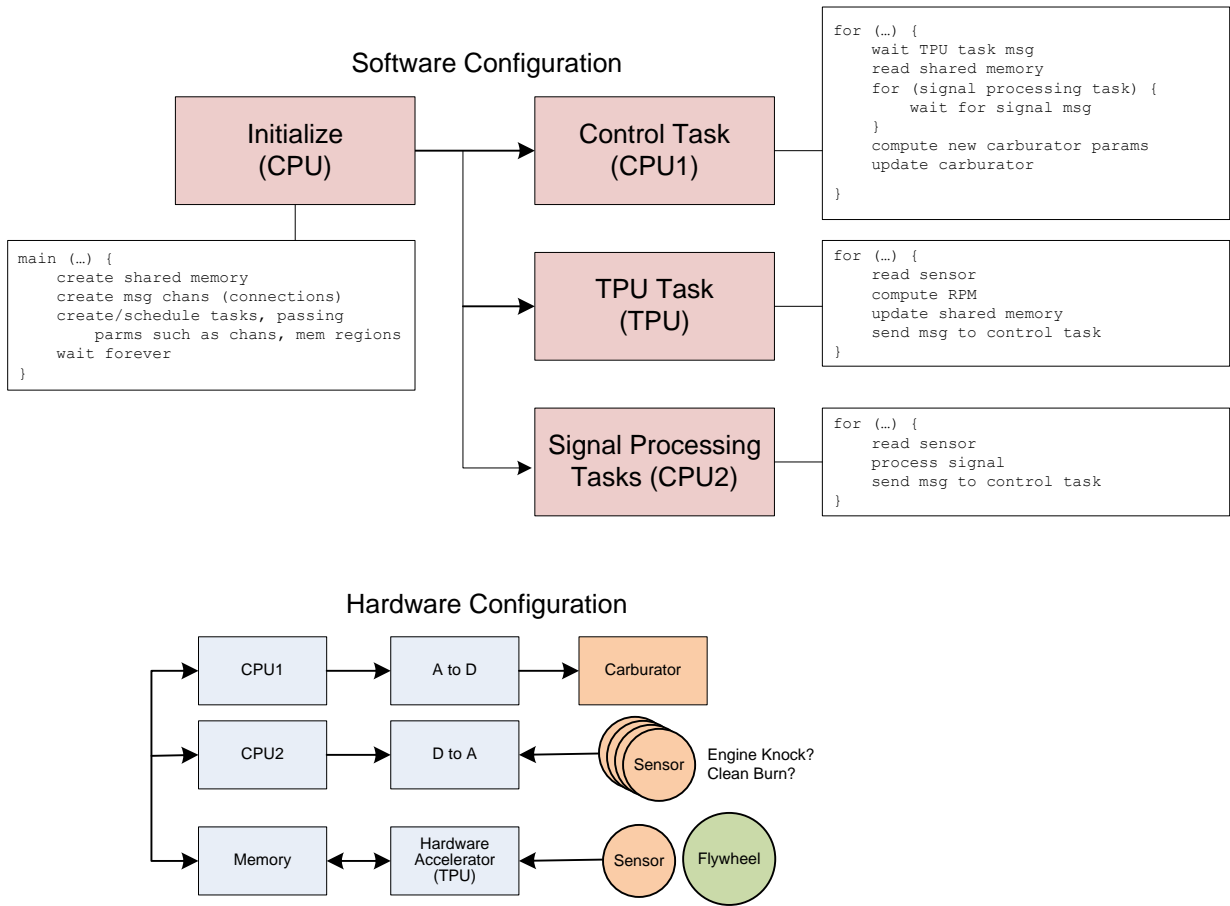 Software Configuration
Initialize
(CPU)
main (…) {
    create shared memory
    create msg chans (connections)
    create/schedule tasks, passing
        parms such as chans, mem regions
    wait forever
}
Control Task
(CPU1)
for (…) {
    wait TPU task msg
    read shared memory
    for (signal processing task) {
        wait for signal msg
    }
    compute new carburator params
    update carburator
}
TPU Task
(TPU)
for (…) {
    read sensor
    compute RPM
    update shared memory
    send msg to control task
}
Signal Processing
Tasks (CPU2)
for (…) {
    read sensor
    process signal
    send msg to control task
}
Hardware Configuration
CPU1
A to D
Carburator
CPU2
D to A
Sensor
Engine Knock?
Clean Burn?
Memory
Hardware
Accelerator
(TPU)
Sensor
Flywheel